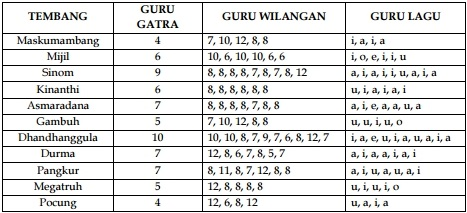 TEMBANG GURU GATRA GURU WILANGAN GURU LAGU
Maskumambang 4 7, 10, 12, 8, 8 i, a, i, a
Mijil 6 10, 6, 10, 10, 6, 6 i, o, e, i, i, u
Sinom 9 8, 8, 8, 8, 7, 8, 7, 8, 12 a, i, a, i, i, u, a, i, a
Kinanthi 6 8, 8, 8, 8, 8, 8 u, i, a, i, a, i
Asmaradana 7 8, 8, 8, 8, 7, 8, 8 a, i, e, a, a, u, a
Gambuh 5 7, 10, 12, 8, 8 u, u, i, u, o
Dhandhanggula 10 10, 10, 8, 7, 9, 7, 6, 8, 12, 7 i, a, e, u, i, a, u, a, i, a
Durma 7 12, 8, 6, 7, 8, 5, 7 a, i, a, a, i, a, i
Pangkur 7 8, 11, 8, 7, 12, 8, 8 a, i, u, a, u, a, i
Megatruh 5 12, 8, 8, 8, 8 u, i, u, i, o
Pocung 4 12, 6, 8, 12 u, a, i, a